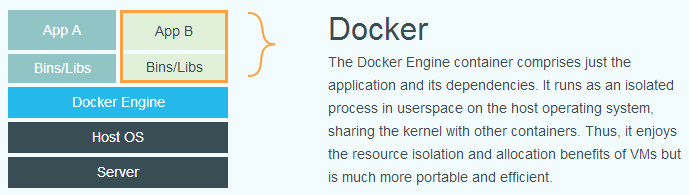 App A
App B
Bins/Libs
Bins/Libs
Docker Engine
Host OS
Server
Docker
The Docker Engine container comprises just the
application and its dependencies. It runs as an isolated
process in userspace on the host operating system,
sharing the kernel with other containers. Thus, it enjoys
the resource isolation and allocation benefits of VMs but
is much more portable and efficient.